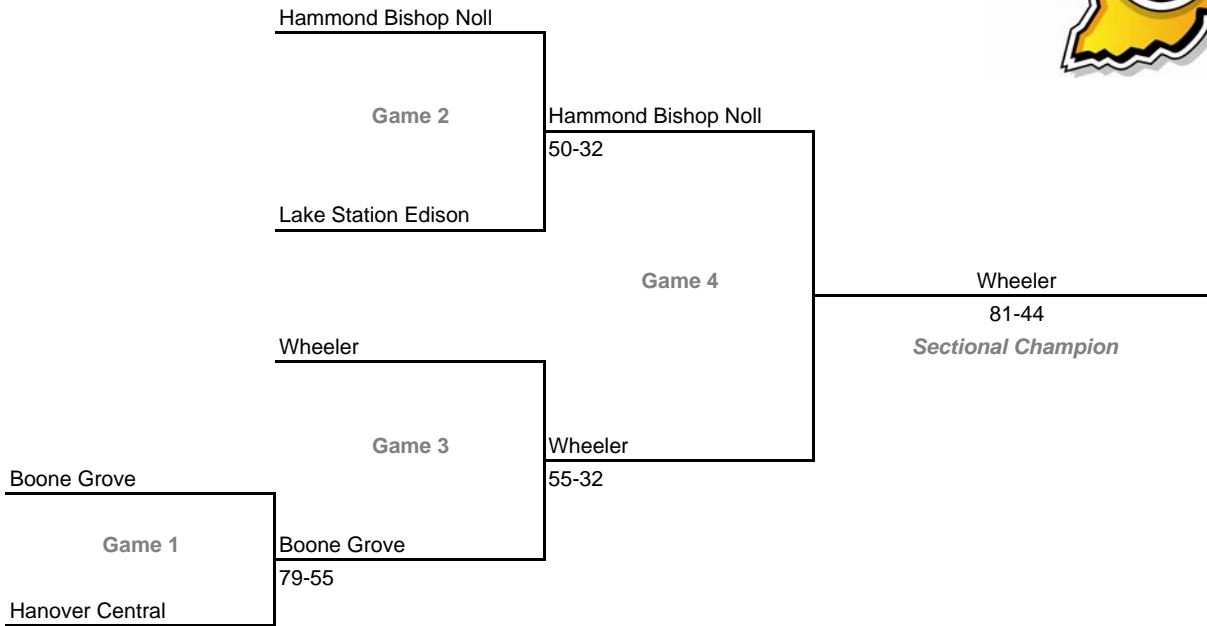 Hammond Bishop Noll
Game 2
Hammond Bishop Noll
50-32
Lake Station Edison
Game 4
Wheeler
81-44
Sectional Champion
Wheeler
Game 3
Wheeler
55-32
Boone Grove
Game 1
Boone Grove
79-55
Hanover Central